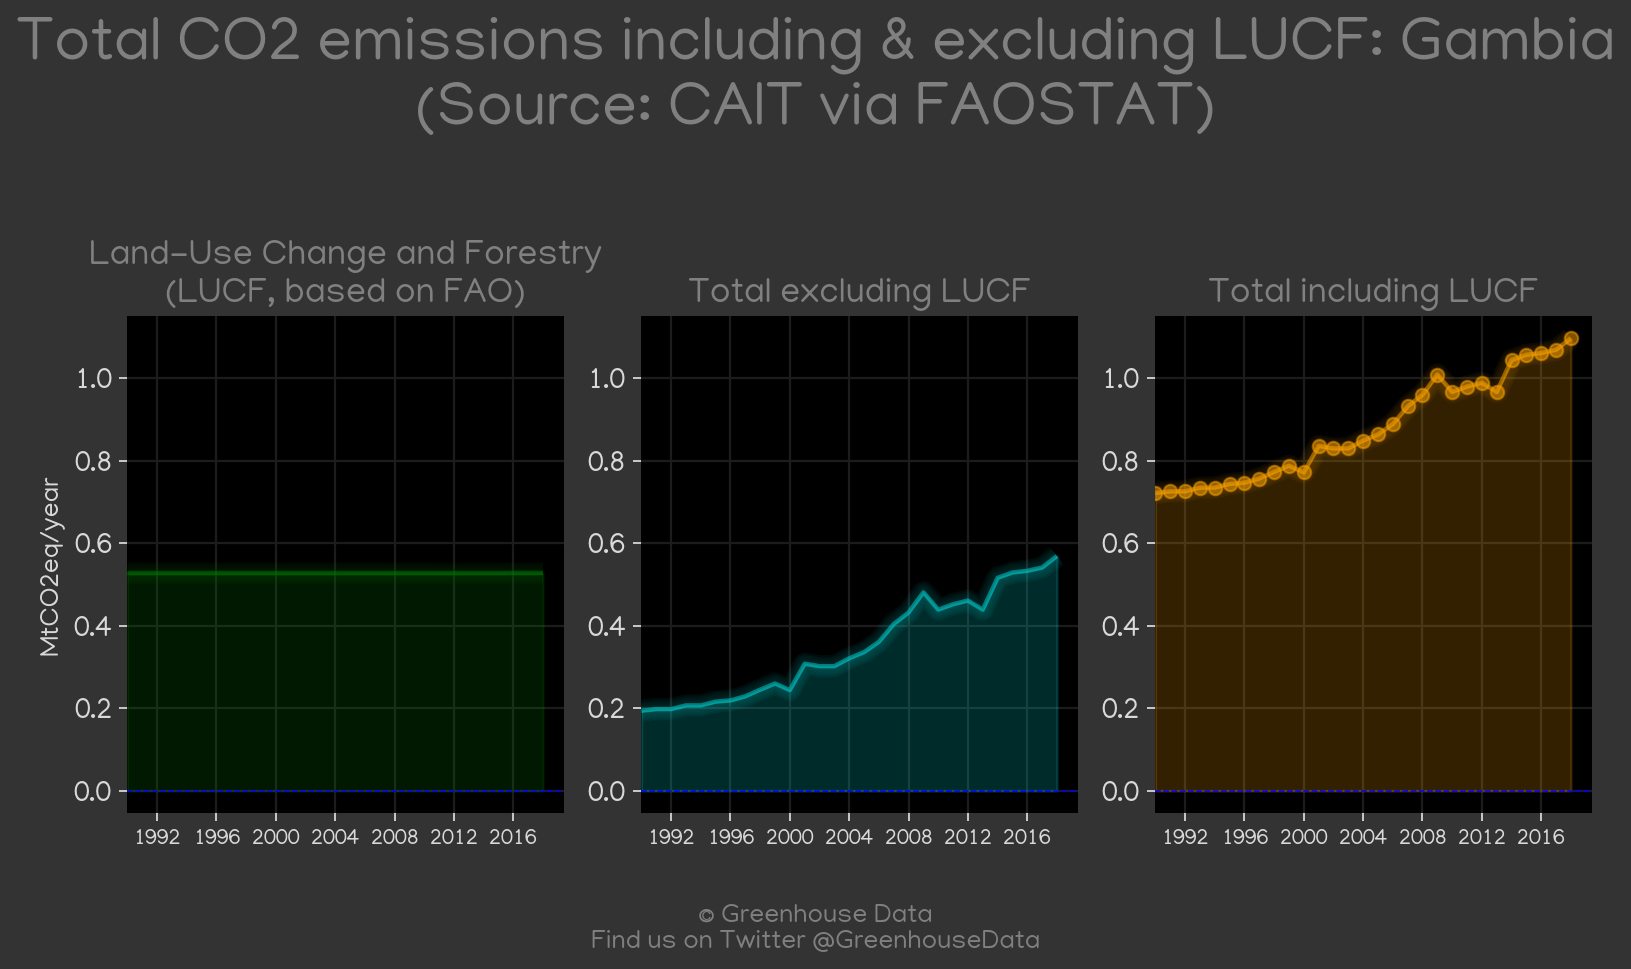 Total CO2 emissions including & excluding LUCF: Gambia
(Source: CAIT via FAOSTAT)
Land-Use Change and Forestry
(LUCF, based on FAO)
Total excluding LUCF
Total including LUCF
MtCO2eq/year
1.0
0.8
0.6
0.4
0.2
0.0
1992 1996 2000 2004 2008 2012 2016
1.0
0.8
0.6
0.4
0.2
0.0
1992 1996 2000 2004 2008 2012 2016
1.0
0.8
0.6
0.4
0.2
0.0
1992 1996 2000 2004 2008 2012 2016
© Greenhouse Data
Find us on Twitter @GreenhouseData